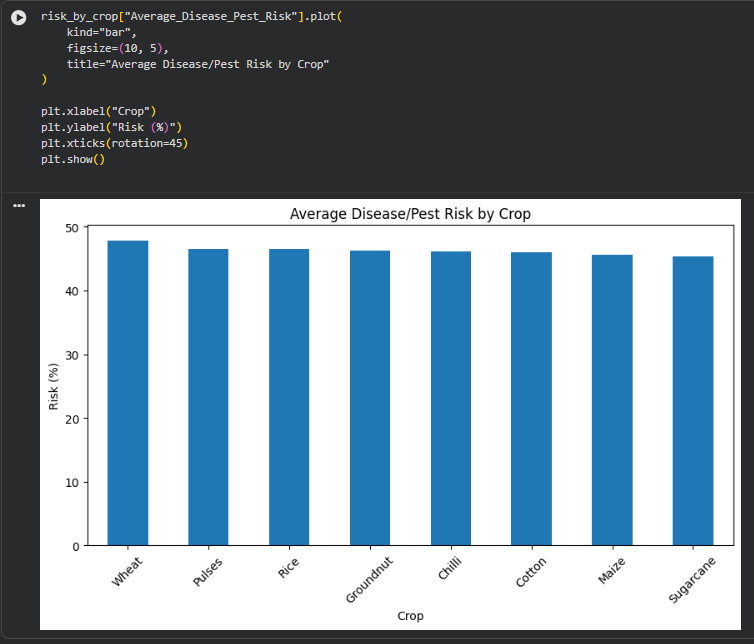 risk_by_crop["Average_Disease_Pest_Risk"].plot(
    kind="bar",
    figsize=(10, 5),
    title="Average Disease/Pest Risk by Crop"
)
plt.xlabel("Crop")
plt.ylabel("Risk (%)")
plt.xticks(rotation=45)
plt.show()
Average Disease/Pest Risk by Crop
50
40
30
20
10
0
Risk (%)
Wheat
Pulses
Rice
Groundnut
Chilli
Cotton
Maize
Sugarcane
Crop